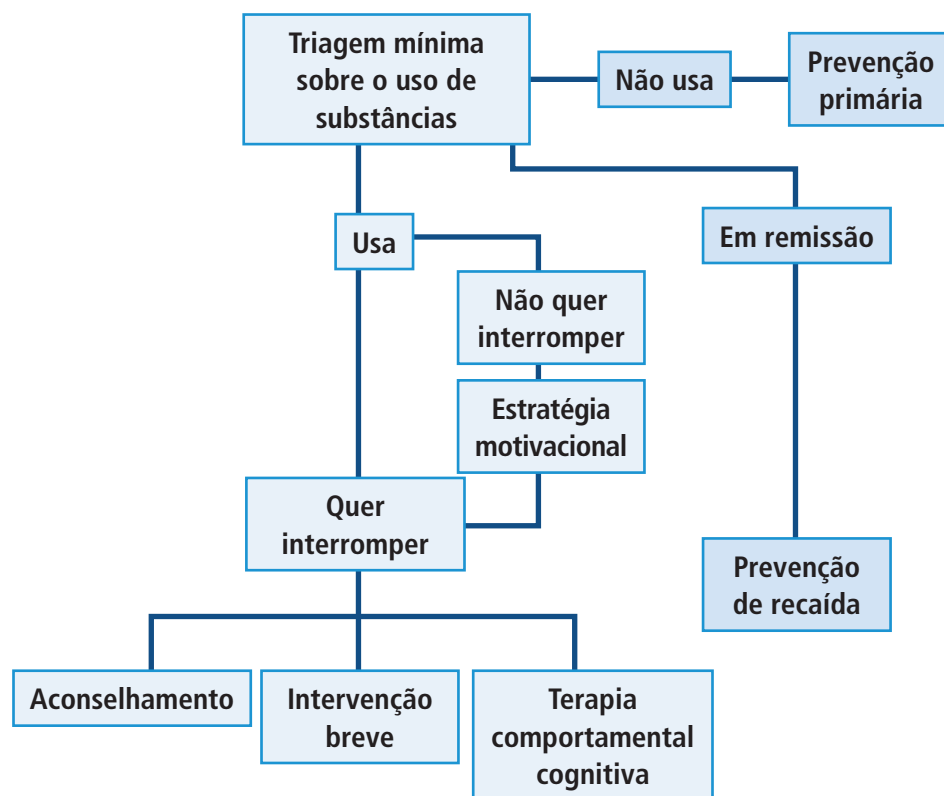 Triagem mínima
sobre o uso de
substâncias
Não usa
Prevenção
primária
Usa
Em remissão
Não quer
interromper
Estratégia
motivacional
Quer
interromper
Prevenção
de recaída
Aconselhamento
Intervenção
breve
Terapia
comportamental
cognitiva